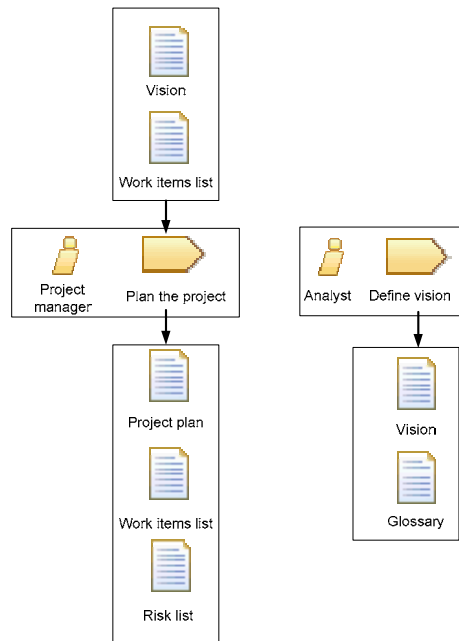 Vision
Work items list
Project
manager
Plan the project
Project plan
Work items list
Risk list
Analyst
Define vision
Vision
Glossary